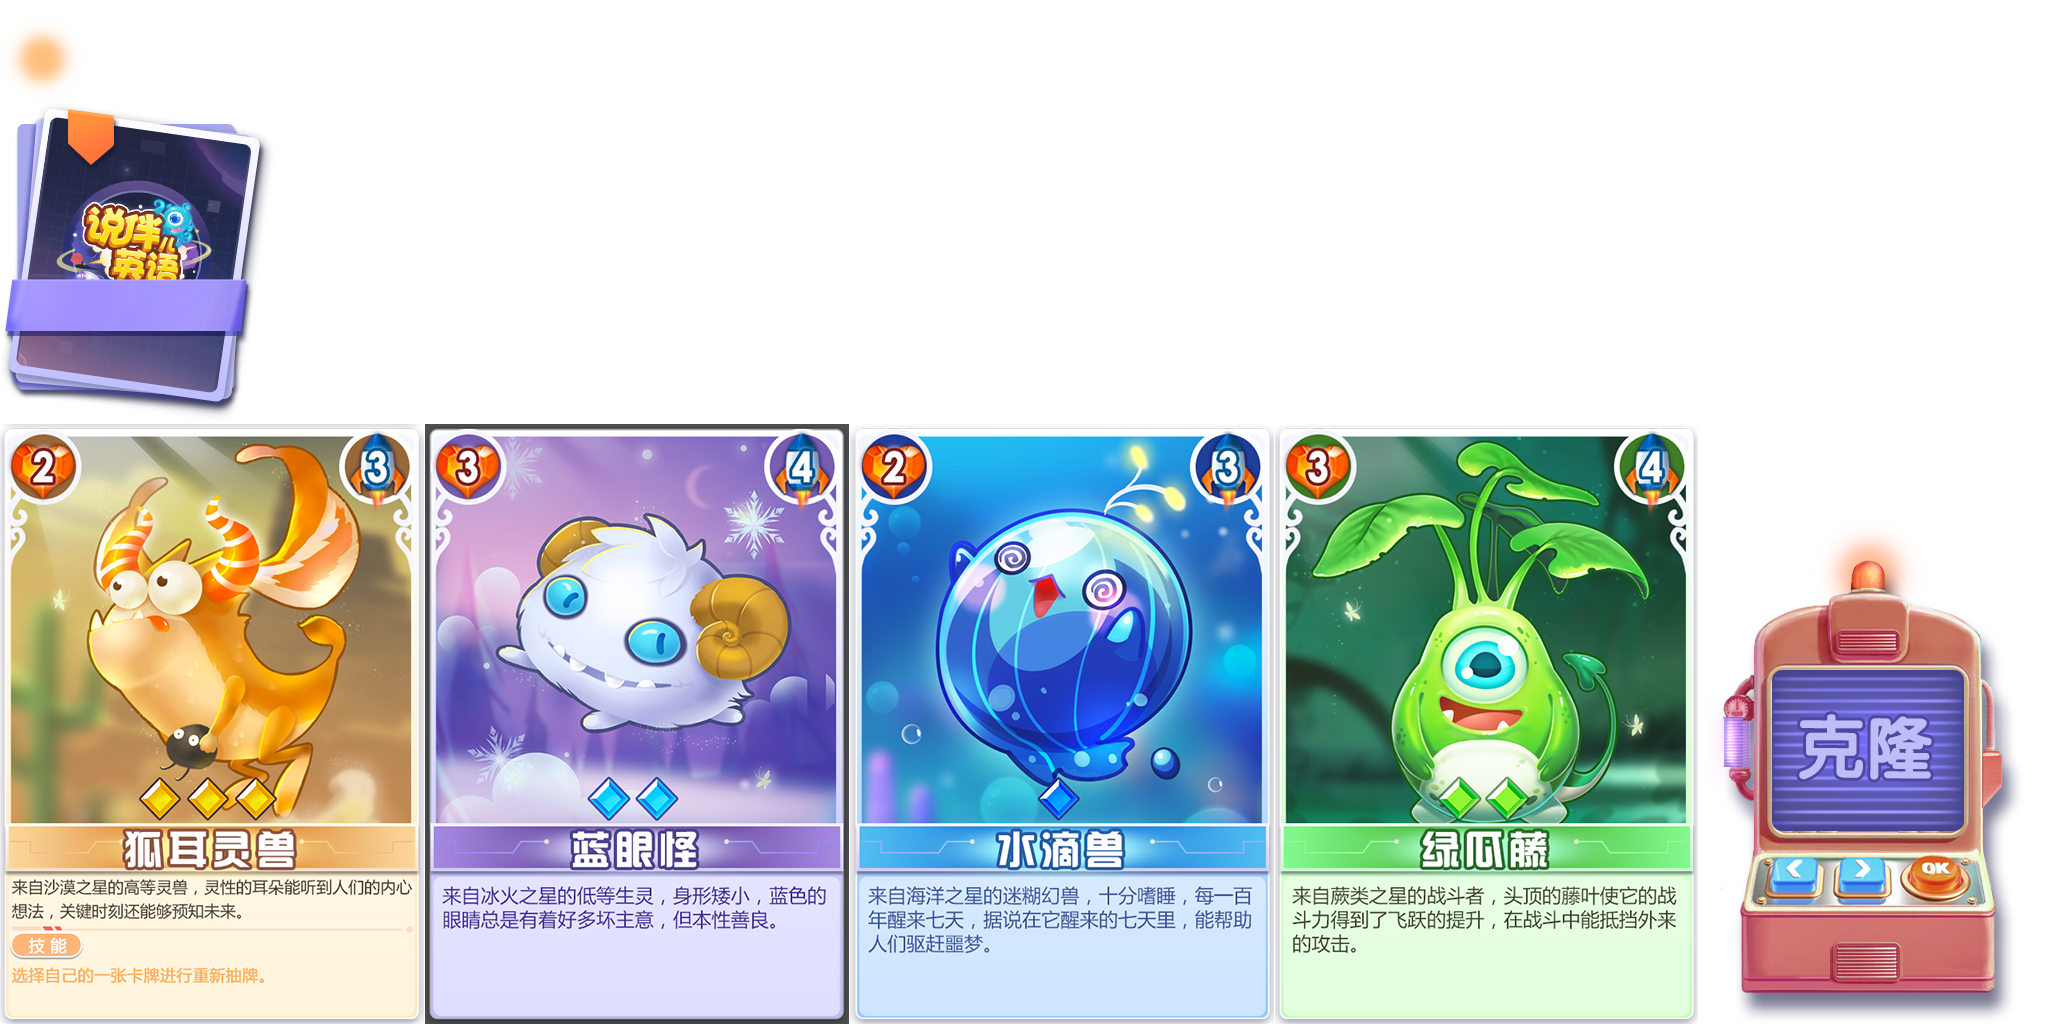 说伴儿
英语
2
3
狐耳灵兽
来自沙漠之星的高等灵兽，灵性的耳朵能听到人们的内心
想法，关键时刻还能够预知未来。
技能
选择自己的一张卡牌进行重新抽牌。
3
4
蓝眼怪
来自冰火之星的低等生灵，身形矮小，蓝色的
眼睛总是有着好多坏主意，但本性善良。
2
3
水滴兽
来自海洋之星的迷糊幻兽，十分嗜睡，每一百
年醒来七天，据说在它醒来的七天里，能帮助
人们驱赶噩梦。
3
4
绿瓜藤
来自蕨类之星的战斗者，头顶的藤叶使它的战
斗力得到了飞跃的提升，在战斗中能抵挡外来
的攻击。
克隆
OK